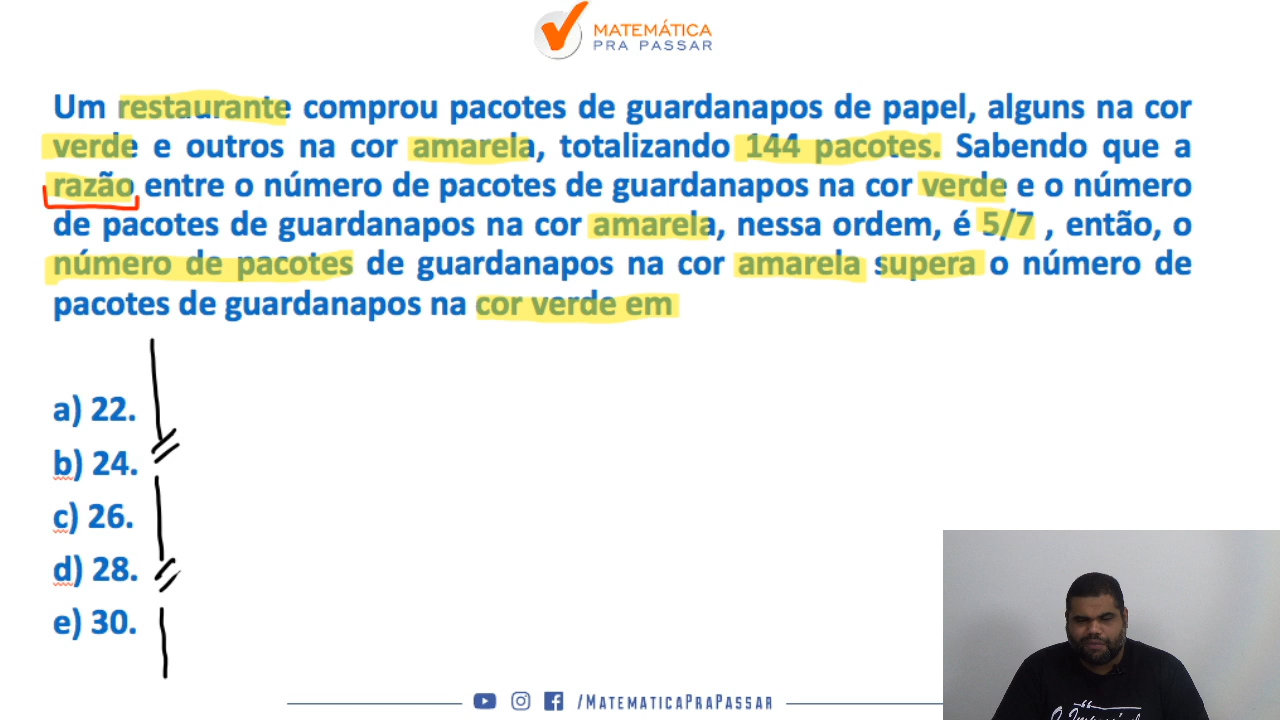 MATEMÁTICA
PRA PASSAR
Um restaurante comprou pacotes de guardanapos de papel, alguns na cor
verde e outros na cor amarela, totalizando 144 pacotes. Sabendo que a
razão entre o número de pacotes de guardanapos na cor verde e o número
de pacotes de guardanapos na cor amarela, nessa ordem, é 5/7 , então, o
número de pacotes de guardanapos na cor amarela supera o número de
pacotes de guardanapos na cor verde em
a) 22.
b) 24.
c) 26.
d) 28.
e) 30.
/MATEMATICAPRAPASSAR